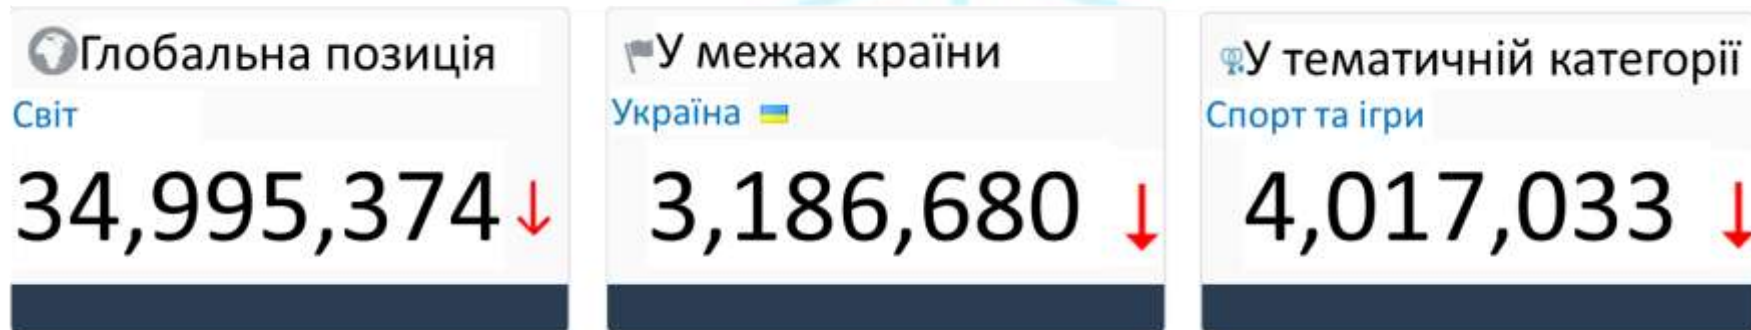 Глобальна позиція
Світ
34,995,374↓
У межах країни
Україна
3,186,680 ↓
У тематичній категорії
Спорт та ігри
4,017,033 ↓